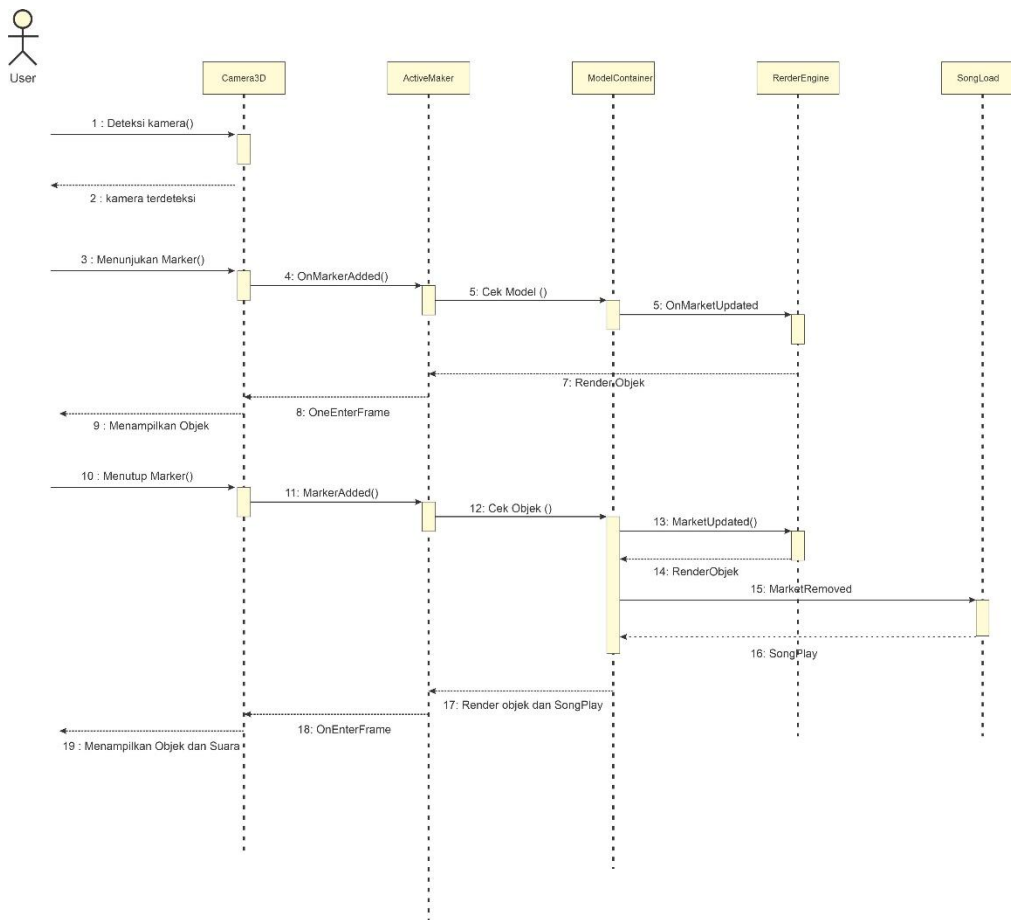 User
Camera3D
ActiveMaker
ModelContainer
RerderEngine
SongLoad
1 : Deteksi kamera()
2 : kamera terdeteksi
3 : Menunjukan Marker()
4: OnMarkerAdded()
5: Cek Model ()
5: OnMarketUpdated
7: Render Objek
8: OneEnterFrame
9 : Menampilkan Objek
10 : Menutup Marker()
11: MarkerAdded()
12: Cek Objek ()
13: MarketUpdated()
14: RenderObjek
15: MarketRemoved
16: SongPlay
17: Render objek dan SongPlay
18: OnEnterFrame
19 : Menampilkan Objek dan Suara